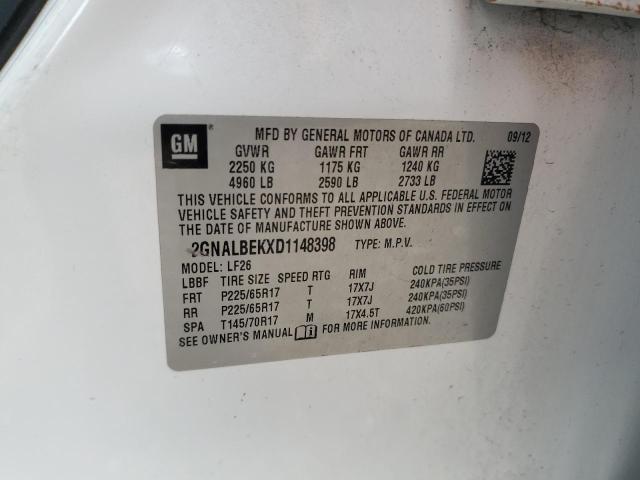 GM
®
MFD BY GENERAL MOTORS OF CANADA LTD. 09/12
GVWR GAWR FRT GAWR RR
2250 KG 1175 KG 1240 KG
4960 LB 2590 LB 2733 LB
THIS VEHICLE CONFORMS TO ALL APPLICABLE U.S. FEDERAL MOTOR
VEHICLE SAFETY AND THEFT PREVENTION STANDARDS IN EFFECT ON
THE DATE OF MANUFACTURE SHOWN ABOVE.
2GNALBEKXD1148398 TYPE: M.P.V.
MODEL: LF26
LBBF TIRE SIZE SPEED RTG RIM COLD TIRE PRESSURE
FRT P225/65R17 T 17X7J 240KPA(35PSI)
RR P225/65R17 T 17X7J 240KPA(35PSI)
SPA T145/70R17 M 17X4.5T 420KPA(60PSI)
SEE OWNER'S MANUAL FOR MORE INFORMATION.